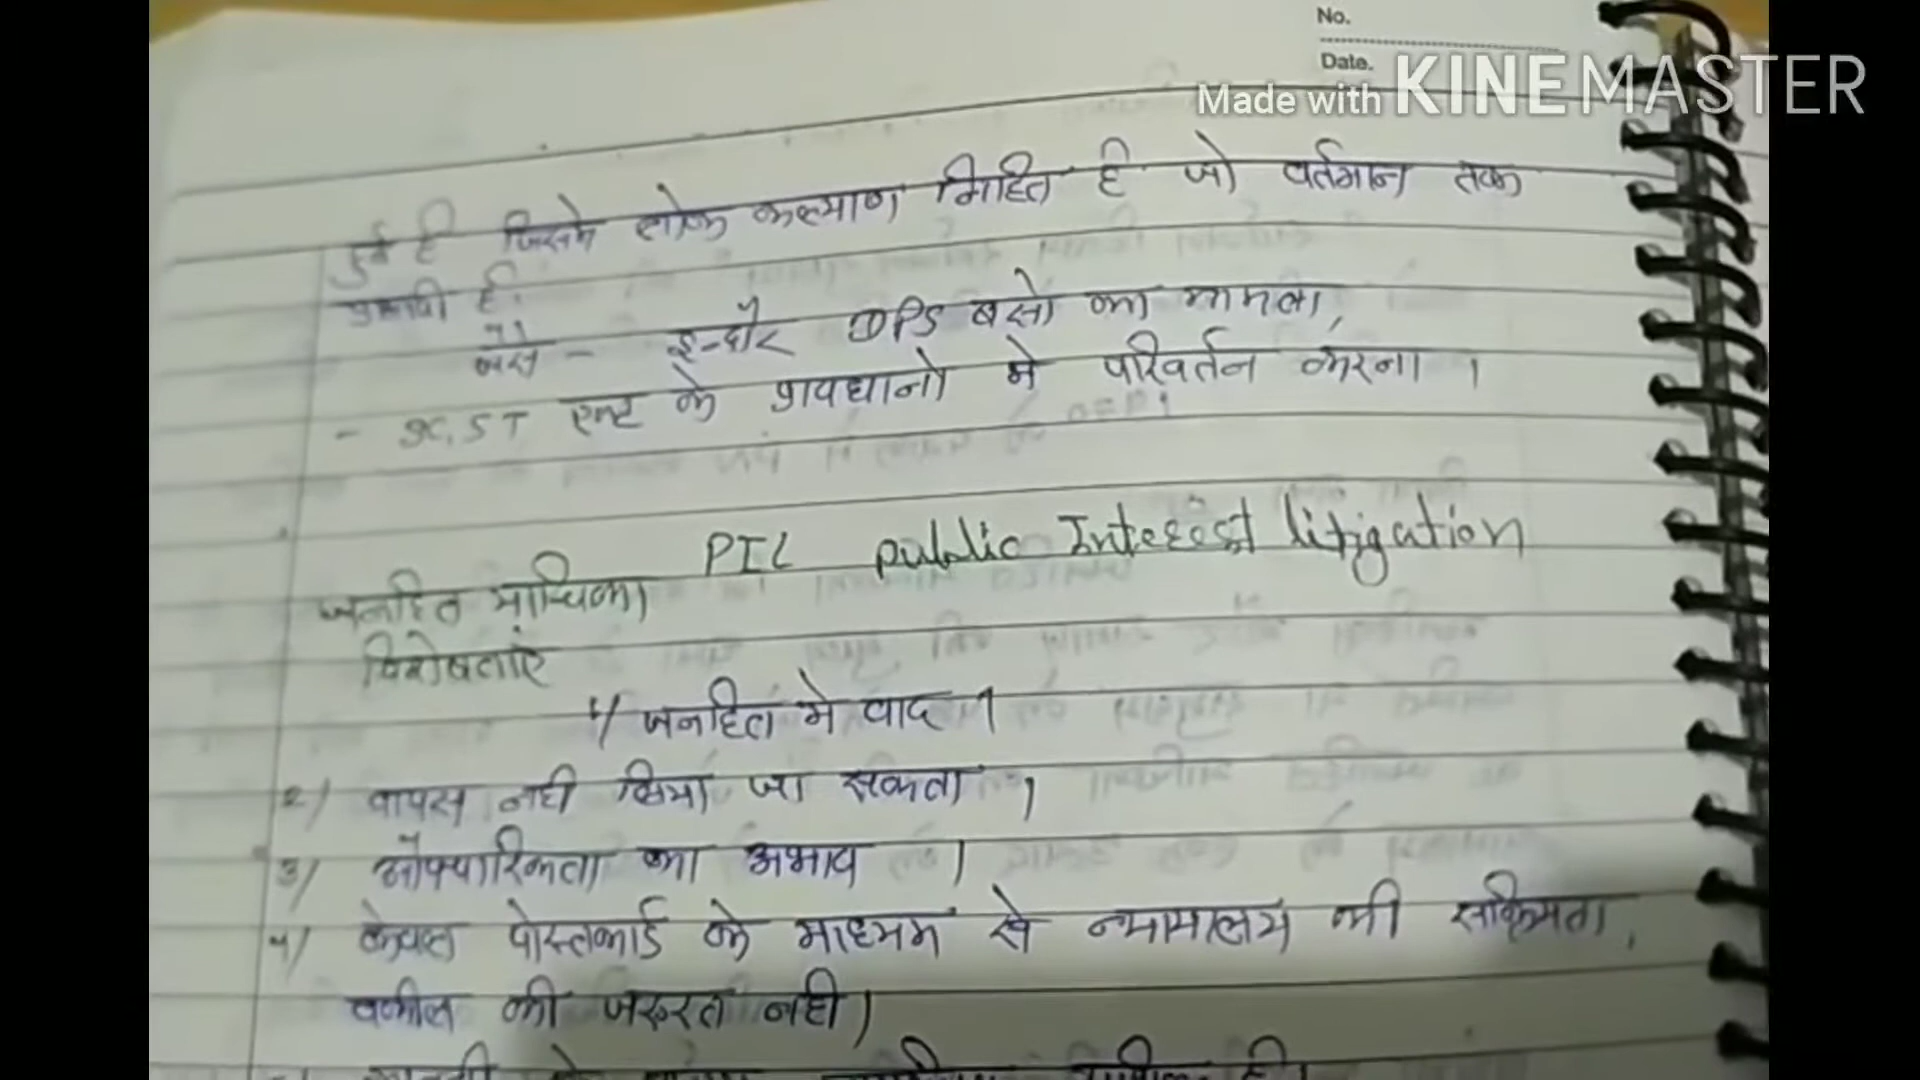 No.
Date.
Made with KINEMASTER
हुई है जिसमे लोक कल्याण निहित है जो वर्तमान तक
प्रभावी है।
जैसे - इन्दौर DPS बसो का मामला,
- SC, ST एक्ट के प्रावधानो मे परिवर्तन करना ।
जनहित याचिका PIL public Interest litigation
विशेषताएं
1/ जनहित मे वाद ।
2/ वापस नही लिया जा सकता ।
3/ औपचारिकता का अभाव ।
4/ केवल पोस्टकार्ड के माध्यम से न्यायालय की सक्रियता,
वकील की जरूरत नही।